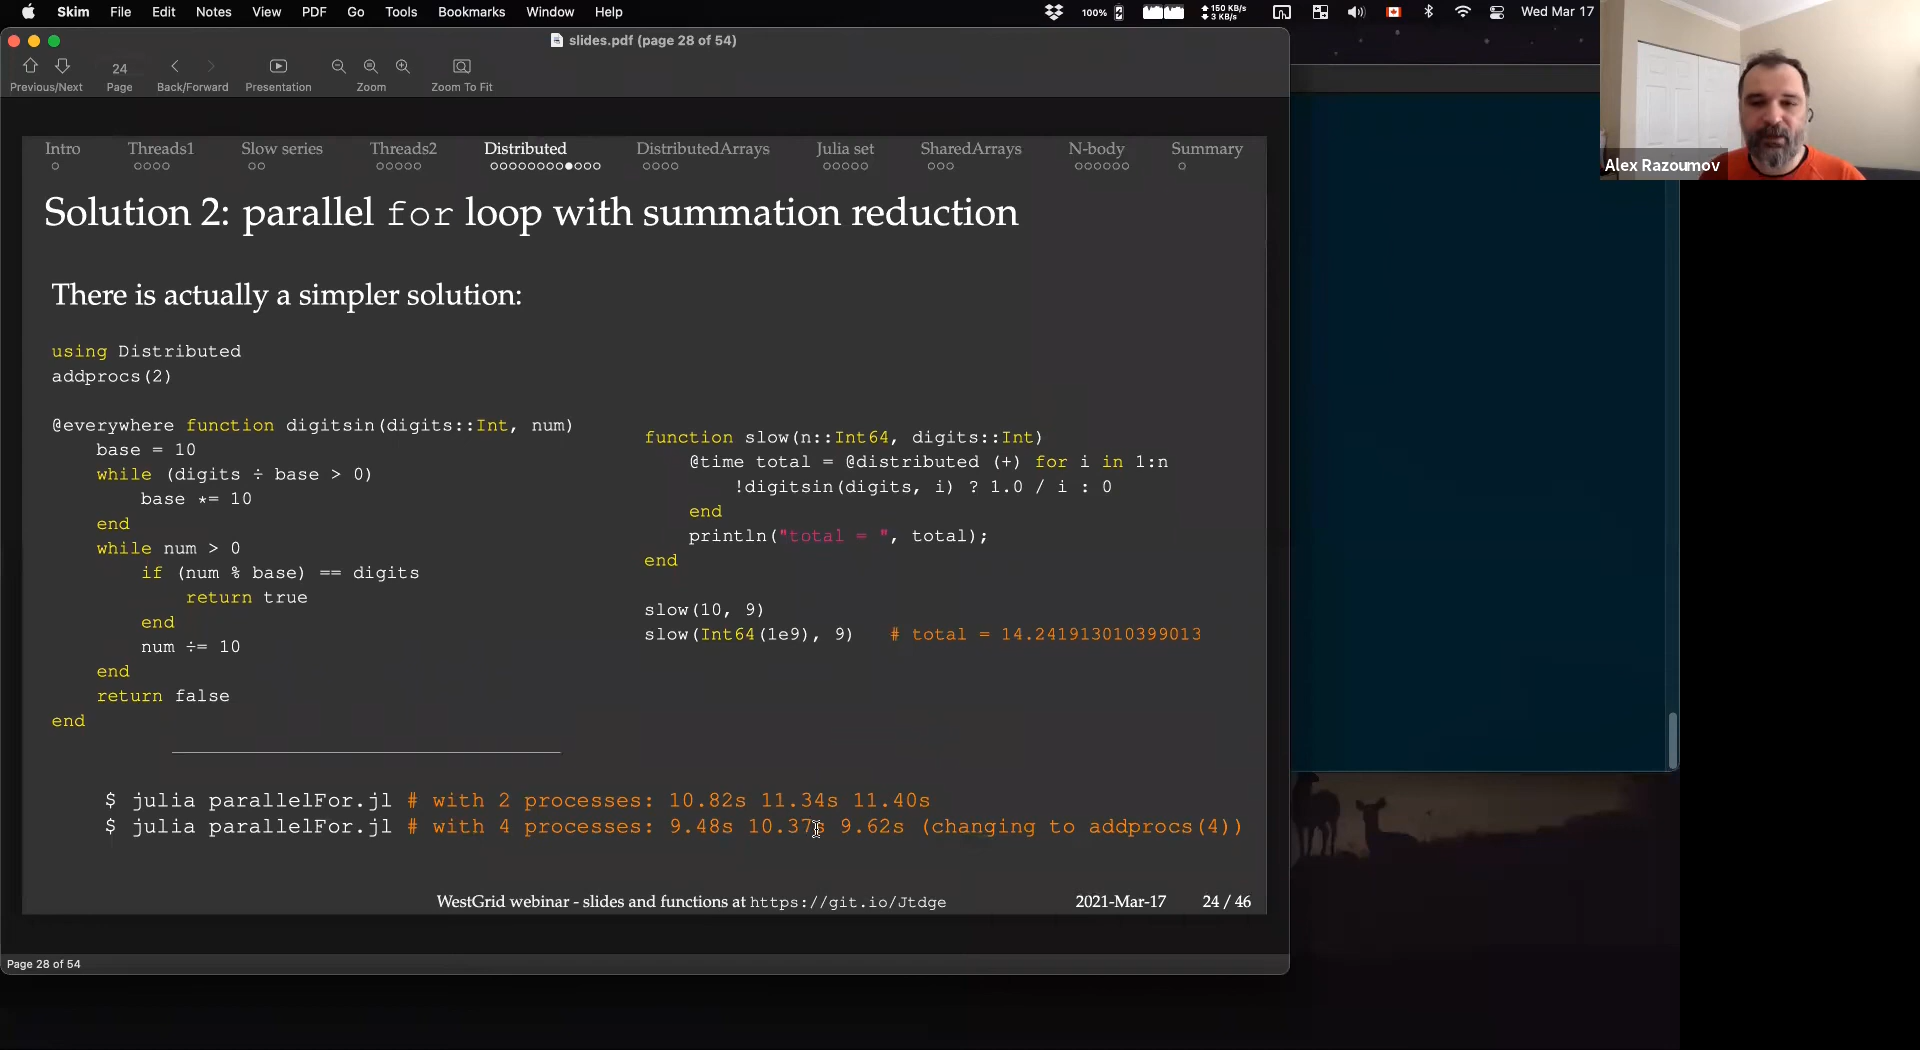 Skim File Edit Notes View PDF Go Tools Bookmarks Window Help 100% 150 KB/s 3 KB/s Wed Mar 17
slides.pdf (page 28 of 54)
24
Previous/Next Page Back/Forward Presentation Zoom Zoom To Fit
Alex Razoumov
Intro Threads1 Slow series Threads2 Distributed DistributedArrays Julia set SharedArrays N-body Summary
Solution 2: parallel for loop with summation reduction
There is actually a simpler solution:
using Distributed
addprocs(2)
@everywhere function digitsin(digits::Int, num)
    base = 10
    while (digits ÷ base > 0)
        base *= 10
    end
    while num > 0
        if (num % base) == digits
            return true
        end
        num ÷= 10
    end
    return false
end
function slow(n::Int64, digits::Int)
    @time total = @distributed (+) for i in 1:n
        !digitsin(digits, i) ? 1.0 / i : 0
    end
    println("total = ", total);
end
slow(10, 9)
slow(Int64(1e9), 9)   # total = 14.241913010399013
$ julia parallelFor.jl # with 2 processes: 10.82s 11.34s 11.40s
$ julia parallelFor.jl # with 4 processes: 9.48s 10.37s 9.62s (changing to addprocs(4))
WestGrid webinar - slides and functions at https://git.io/Jtdge 2021-Mar-17 24 / 46
Page 28 of 54